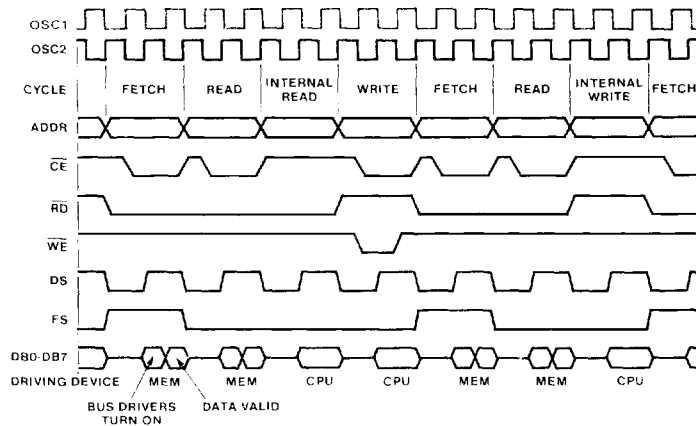 OSC1
OSC2
CYCLE FETCH READ INTERNAL READ WRITE FETCH READ INTERNAL WRITE FETCH
ADDR
CE
RD
WE
DS
FS
DB0-DB7
DRIVING DEVICE MEM MEM CPU CPU MEM MEM CPU
BUS DRIVERS TURN ON DATA VALID